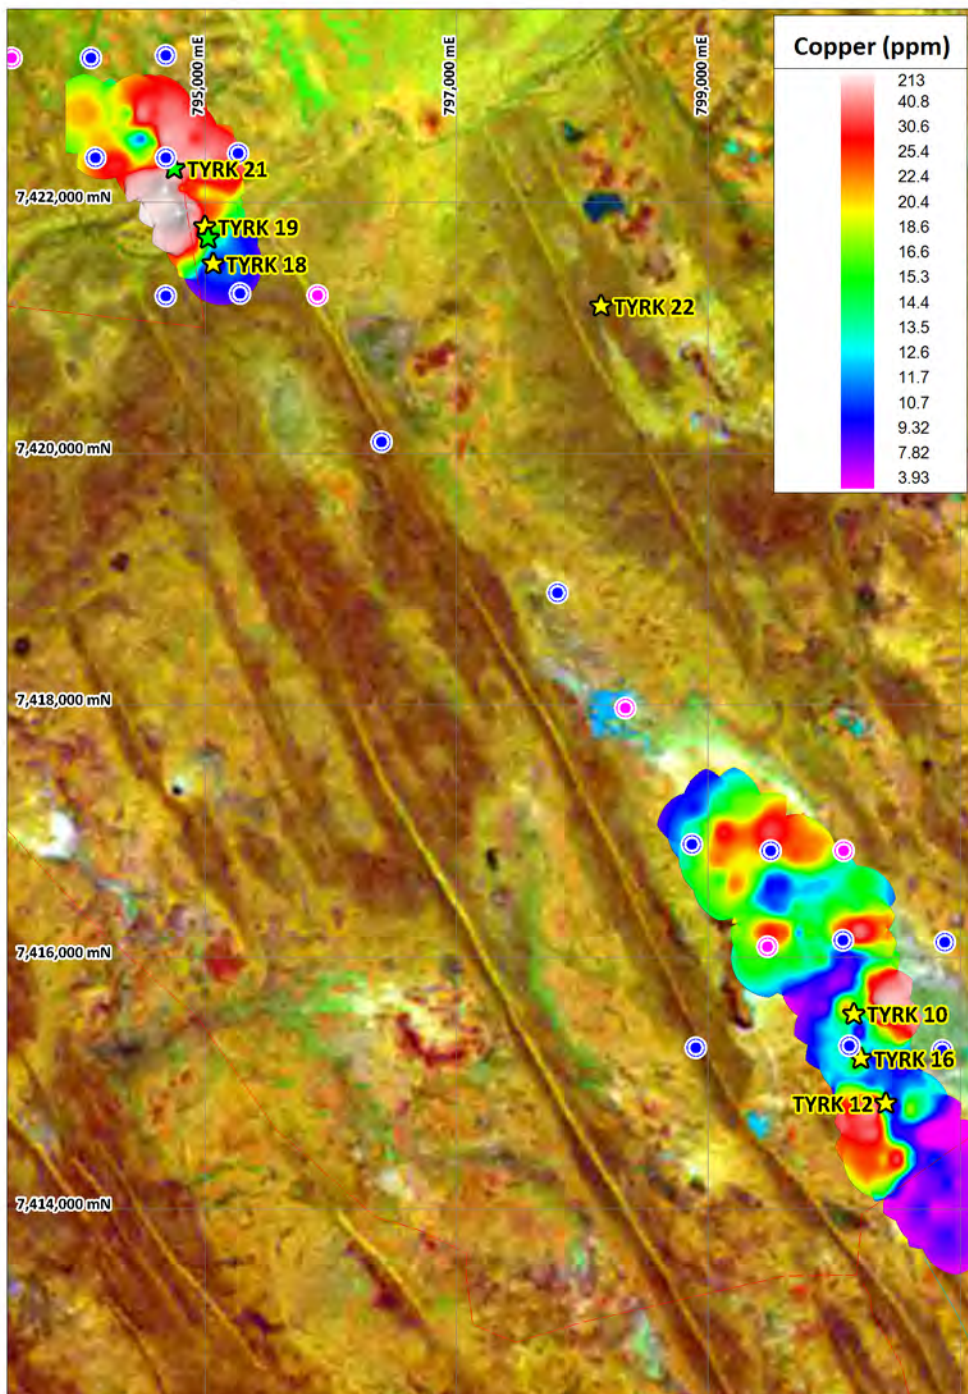 Copper (ppm)
213
40.8
30.6
25.4
22.4
20.4
18.6
16.6
15.3
14.4
13.5
12.6
11.7
10.7
9.32
7.82
3.93
795,000 mE
797,000 mE
799,000 mE
TYRK 21
7,422,000 mN
TYRK 19
TYRK 18
TYRK 22
7,420,000 mN
7,418,000 mN
7,416,000 mN
TYRK 10
TYRK 16
TYRK 12
7,414,000 mN